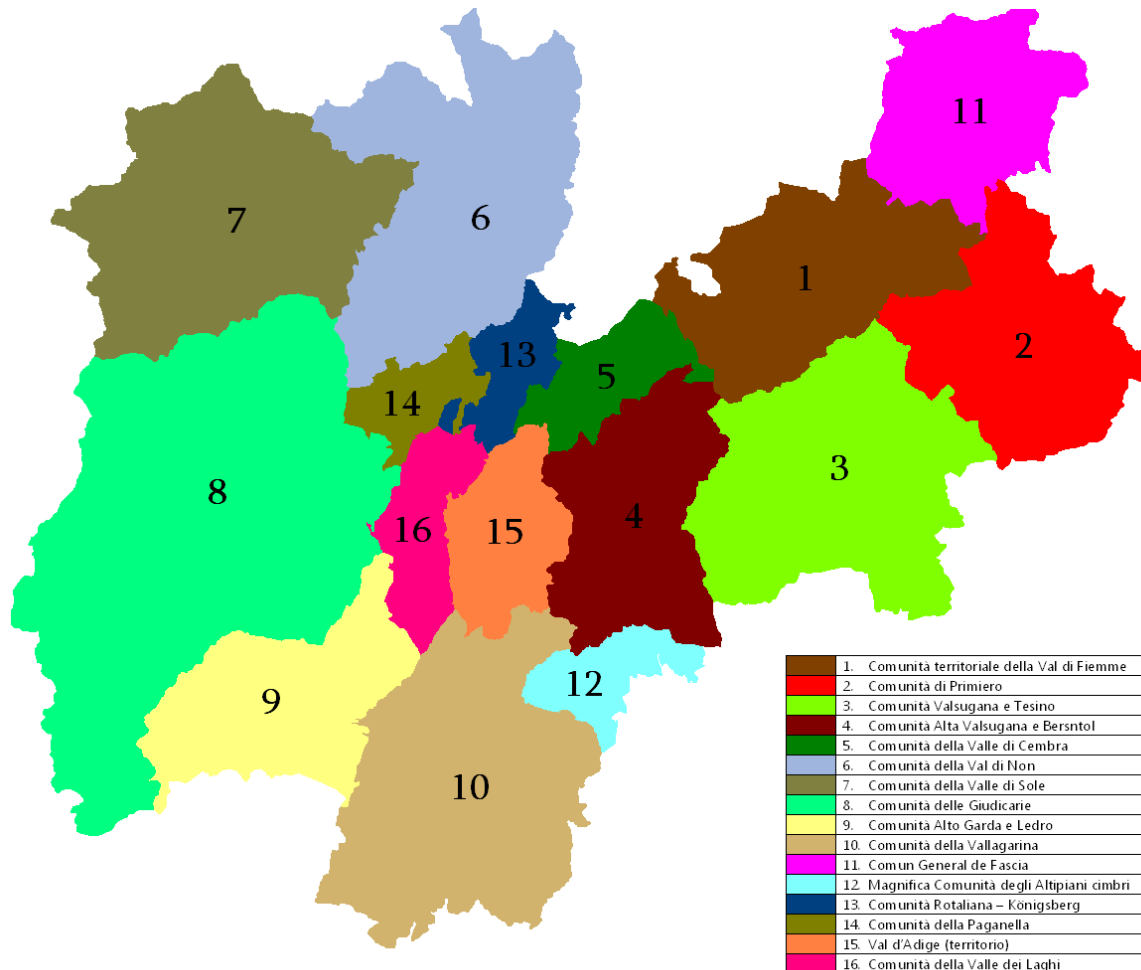 11
7
6
1
2
13
5
14
3
8
4
16
15
12
9
10
1. Comunità territoriale della Val di Fiemme
2. Comunità di Primiero
3. Comunità Valsugana e Tesino
4. Comunità Alta Valsugana e Bersntol
5. Comunità della Valle di Cembra
6. Comunità della Val di Non
7. Comunità della Valle di Sole
8. Comunità delle Giudicarie
9. Comunità Alto Garda e Ledro
10. Comunità della Vallagarina
11. Comun General de Fascia
12. Magnifica Comunità degli Altipiani cimbri
13. Comunità Rotaliana – Königsberg
14. Comunità della Paganella
15. Val d'Adige (territorio)
16. Comunità della Valle dei Laghi